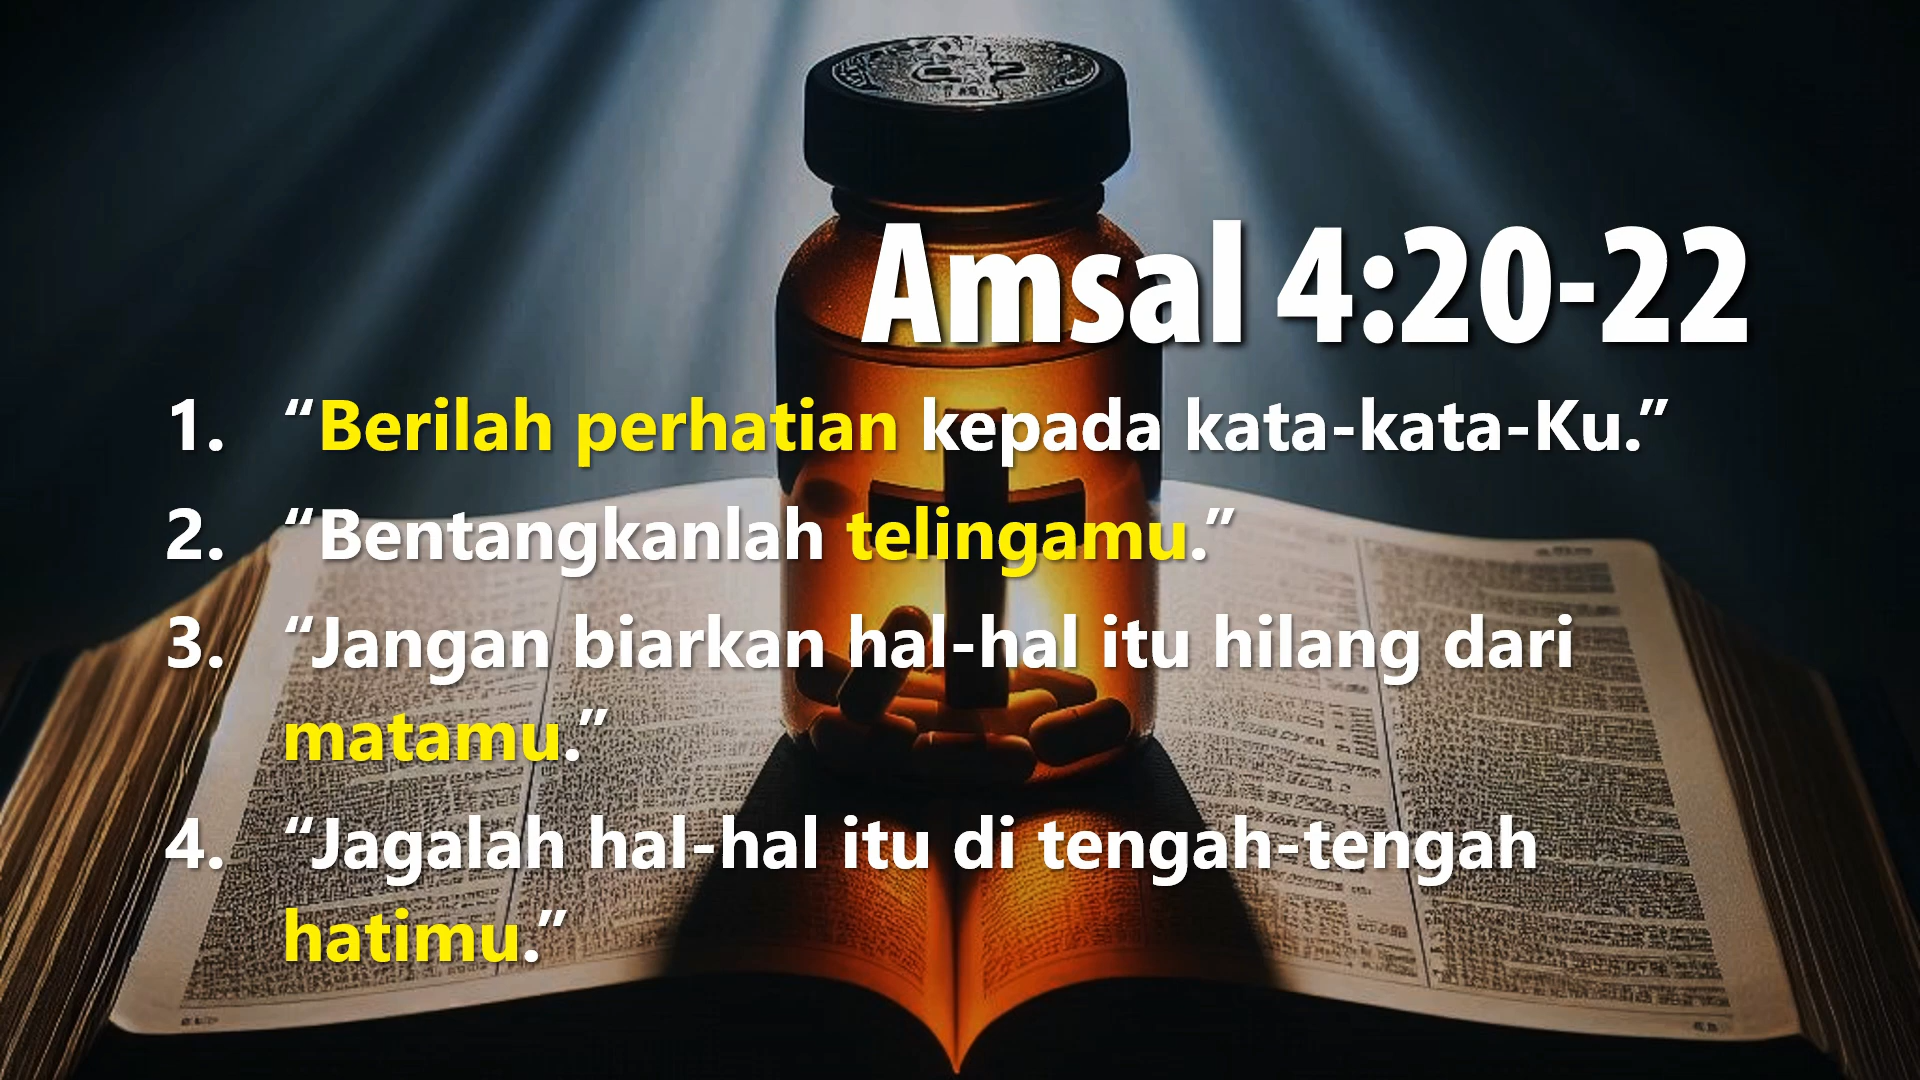 Amsal 4:20-22
1. “Berilah perhatian kepada kata-kata-Ku.”
2. “Bentangkanlah telingamu.”
3. “Jangan biarkan hal-hal itu hilang dari
matamu.”
4. “Jagalah hal-hal itu di tengah-tengah
hatimu.”